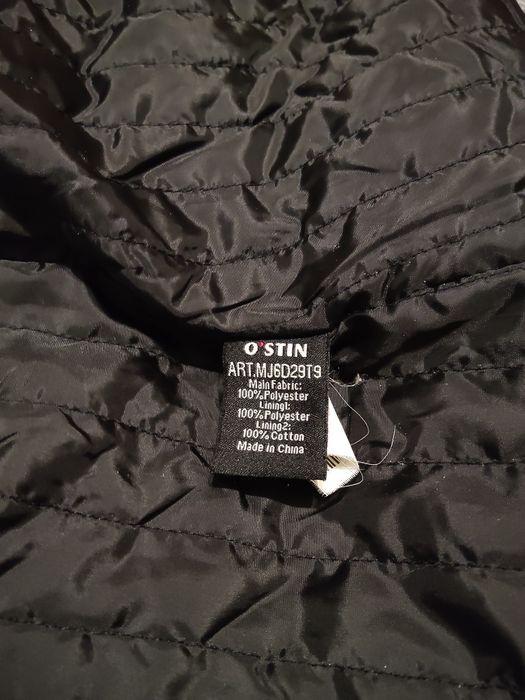 O'STIN
ART.MJ6D29T9
Main Fabric:
100%Polyester
Lining1:
100%Polyester
Lining2:
100%Cotton
Made in China